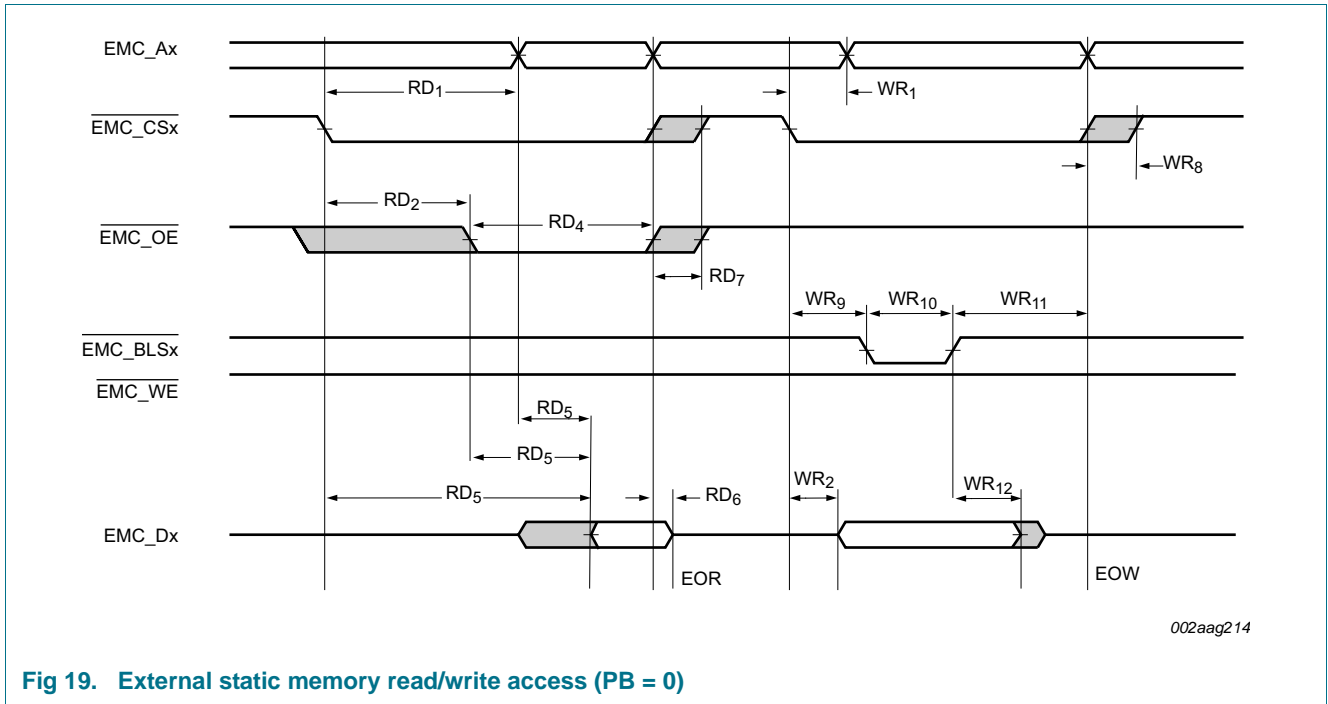 EMC_Ax
RD1
WR1
EMC_CSx
WR8
RD2
RD4
EMC_OE
RD7
WR9
WR10
WR11
EMC_BLSx
EMC_WE
RD5
RD5
RD5
RD6
WR2
WR12
EMC_Dx
EOR
EOW
002aag214
Fig 19. External static memory read/write access (PB = 0)